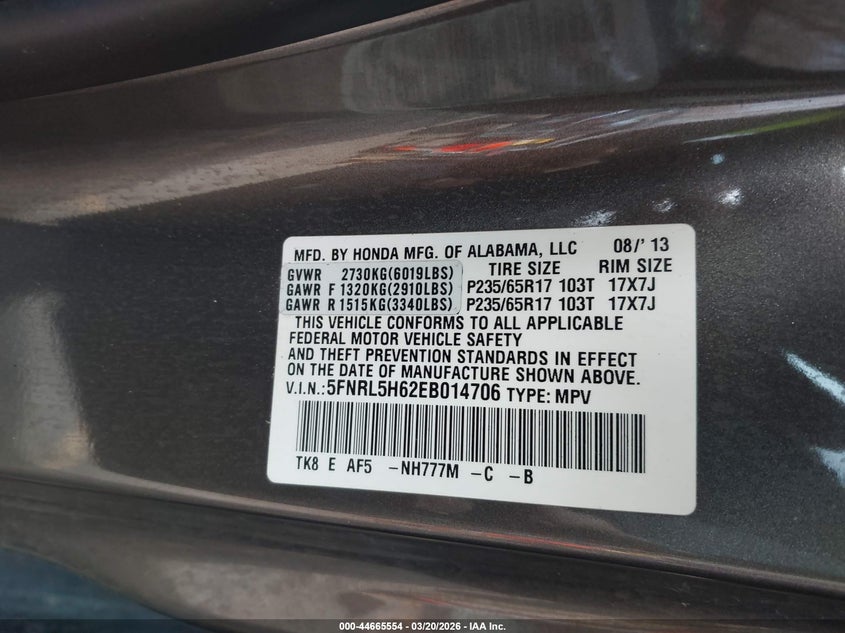 MFD. BY HONDA MFG. OF ALABAMA, LLC 08/' 13
GVWR 2730KG(6019LBS) TIRE SIZE RIM SIZE
GAWR F 1320KG(2910LBS) P235/65R17 103T 17X7J
GAWR R 1515KG(3340LBS) P235/65R17 103T 17X7J
THIS VEHICLE CONFORMS TO ALL APPLICABLE
FEDERAL MOTOR VEHICLE SAFETY
AND THEFT PREVENTION STANDARDS IN EFFECT
ON THE DATE OF MANUFACTURE SHOWN ABOVE.
V.I.N.: 5FNRL5H62EB014706 TYPE: MPV
TK8 E AF5 -NH777M -C -B
000-44665554 — 03/20/2026 — IAA Inc.